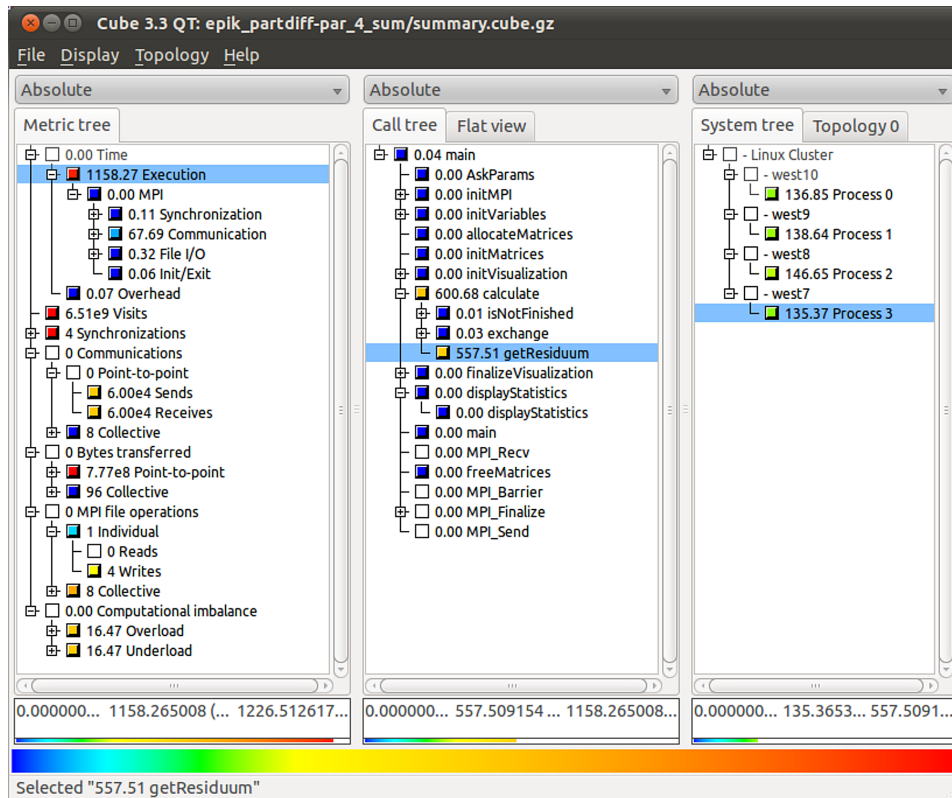 Cube 3.3 QT: epik_partdiff-par_4_sum/summary.cube.gz
File Display Topology Help
Absolute
Metric tree
0.00 Time
1158.27 Execution
0.00 MPI
0.11 Synchronization
67.69 Communication
0.32 File I/O
0.06 Init/Exit
0.07 Overhead
6.51e9 Visits
4 Synchronizations
0 Communications
0 Point-to-point
6.00e4 Sends
6.00e4 Receives
8 Collective
0 Bytes transferred
7.77e8 Point-to-point
96 Collective
0 MPI file operations
1 Individual
0 Reads
4 Writes
8 Collective
0.00 Computational imbalance
16.47 Overload
16.47 Underload
0.000000... 1158.265008 (... 1226.512617...
Absolute
Call tree Flat view
0.04 main
0.00 AskParams
0.00 initMPI
0.00 initVariables
0.00 allocateMatrices
0.00 initMatrices
0.00 initVisualization
600.68 calculate
0.01 isNotFinished
0.03 exchange
557.51 getResiduum
0.00 finalizeVisualization
0.00 displayStatistics
0.00 displayStatistics
0.00 main
0.00 MPI_Recv
0.00 freeMatrices
0.00 MPI_Barrier
0.00 MPI_Finalize
0.00 MPI_Send
0.000000... 557.509154 ... 1158.265008...
Absolute
System tree Topology 0
- Linux Cluster
- west10
136.85 Process 0
- west9
138.64 Process 1
- west8
146.65 Process 2
- west7
135.37 Process 3
0.000000... 135.3653... 557.5091...
Selected "557.51 getResiduum"